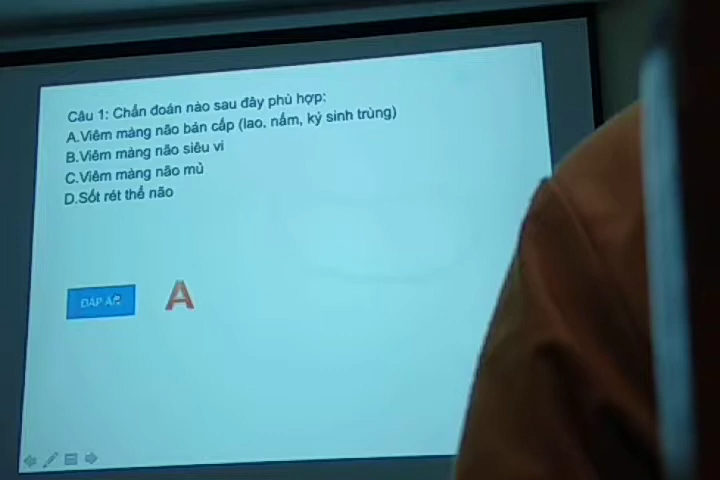 Câu 1: Chẩn đoán nào sau đây phù hợp:
A.Viêm màng não bán cấp (lao, nấm, ký sinh trùng)
B.Viêm màng não siêu vi
C.Viêm màng não mủ
D.Sốt rét thể não
ĐÁP ÁN
A